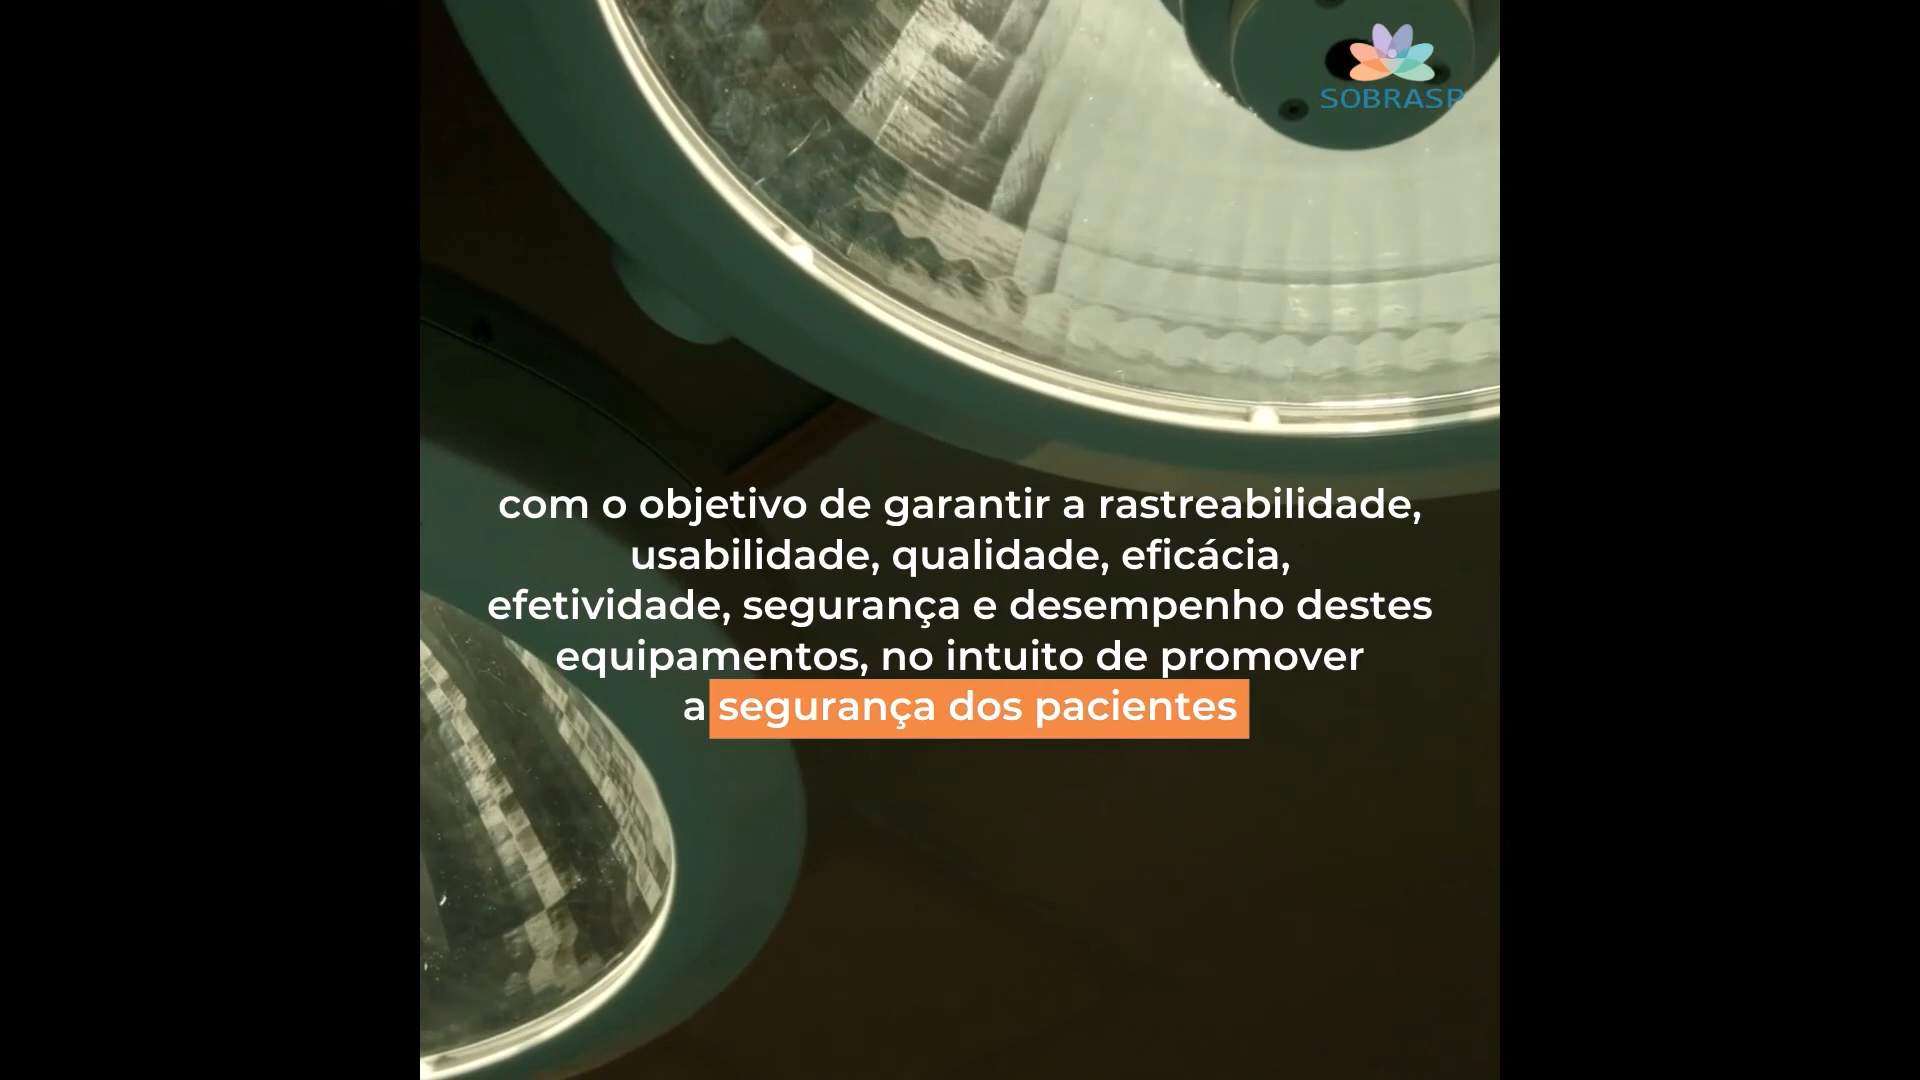 SOBRASP
com o objetivo de garantir a rastreabilidade,
usabilidade, qualidade, eficácia,
efetividade, segurança e desempenho destes
equipamentos, no intuito de promover
a segurança dos pacientes